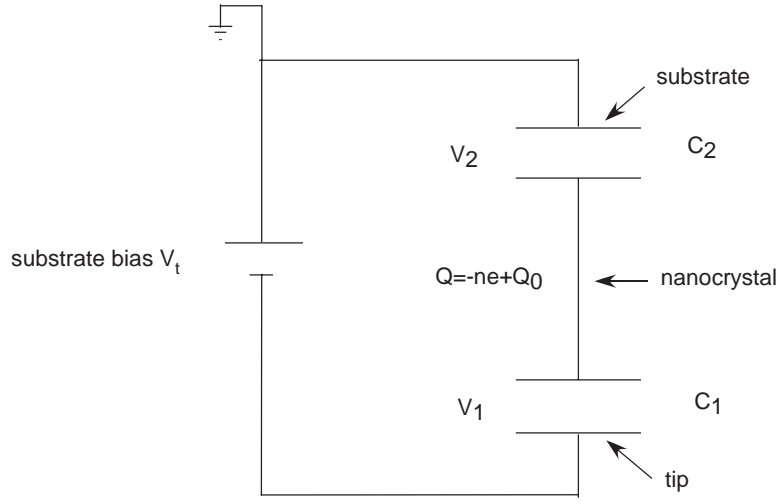 substrate
V2
C2
substrate bias Vt
Q=-ne+Q0
nanocrystal
V1
C1
tip